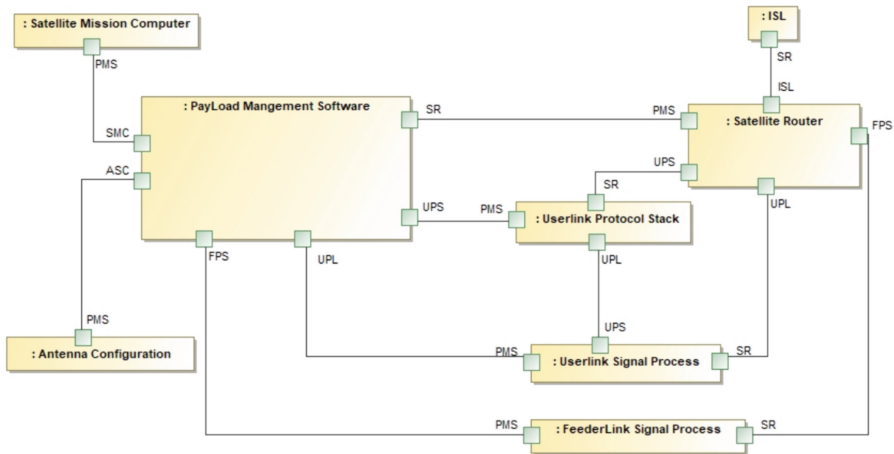 : Satellite Mission Computer
: ISL
PMS
SR
ISL
: PayLoad Mangement Software
SR
PMS
: Satellite Router
FPS
SMC
ASC
UPS
SR
UPL
UPS
PMS
: Userlink Protocol Stack
FPS
UPL
UPL
PMS
UPS
: Antenna Configuration
PMS
: Userlink Signal Process
SR
PMS
: FeederLink Signal Process
SR